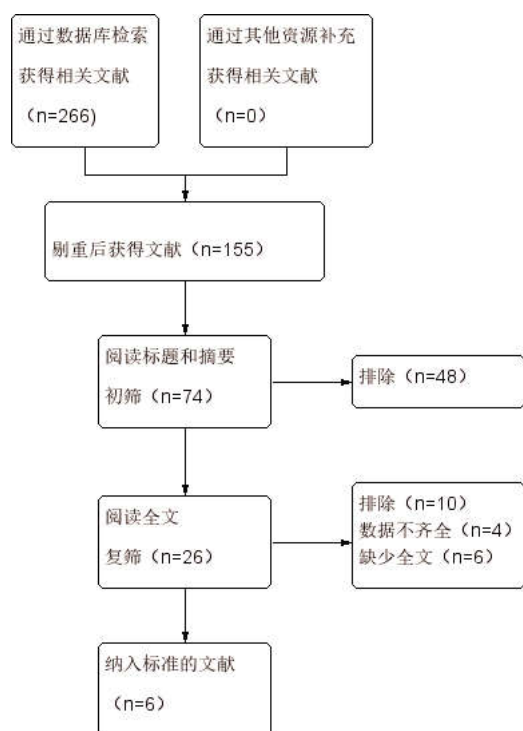 通过数据库检索
获得相关文献
（n=266)
通过其他资源补充
获得相关文献
（n=0）
剔重后获得文献（n=155）
阅读标题和摘要
初筛（n=74）
排除（n=48）
阅读全文
复筛（n=26）
排除（n=10）
数据不齐全（n=4）
缺少全文（n=6）
纳入标准的文献
（n=6）